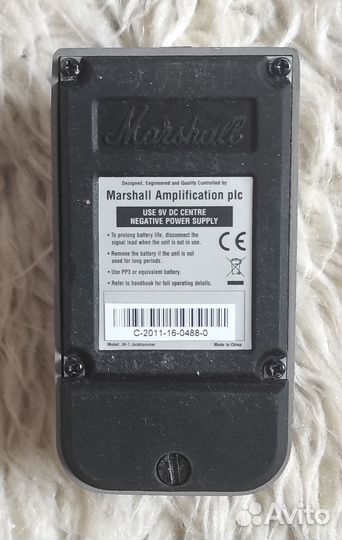 Marshall
Designed, Engineered and Quality Controlled by
Marshall Amplification plc
USE 9V DC CENTRE
NEGATIVE POWER SUPPLY
• To prolong battery life, disconnect the
signal lead when the unit is not in use.
• Remove the battery if the unit is not
used for long periods.
• Use PP3 or equivalent battery.
• Refer to handbook for full operating details.
CE
C-2011-16-0488-0
Model: JH-1 Jackhammer Made in China
Avito